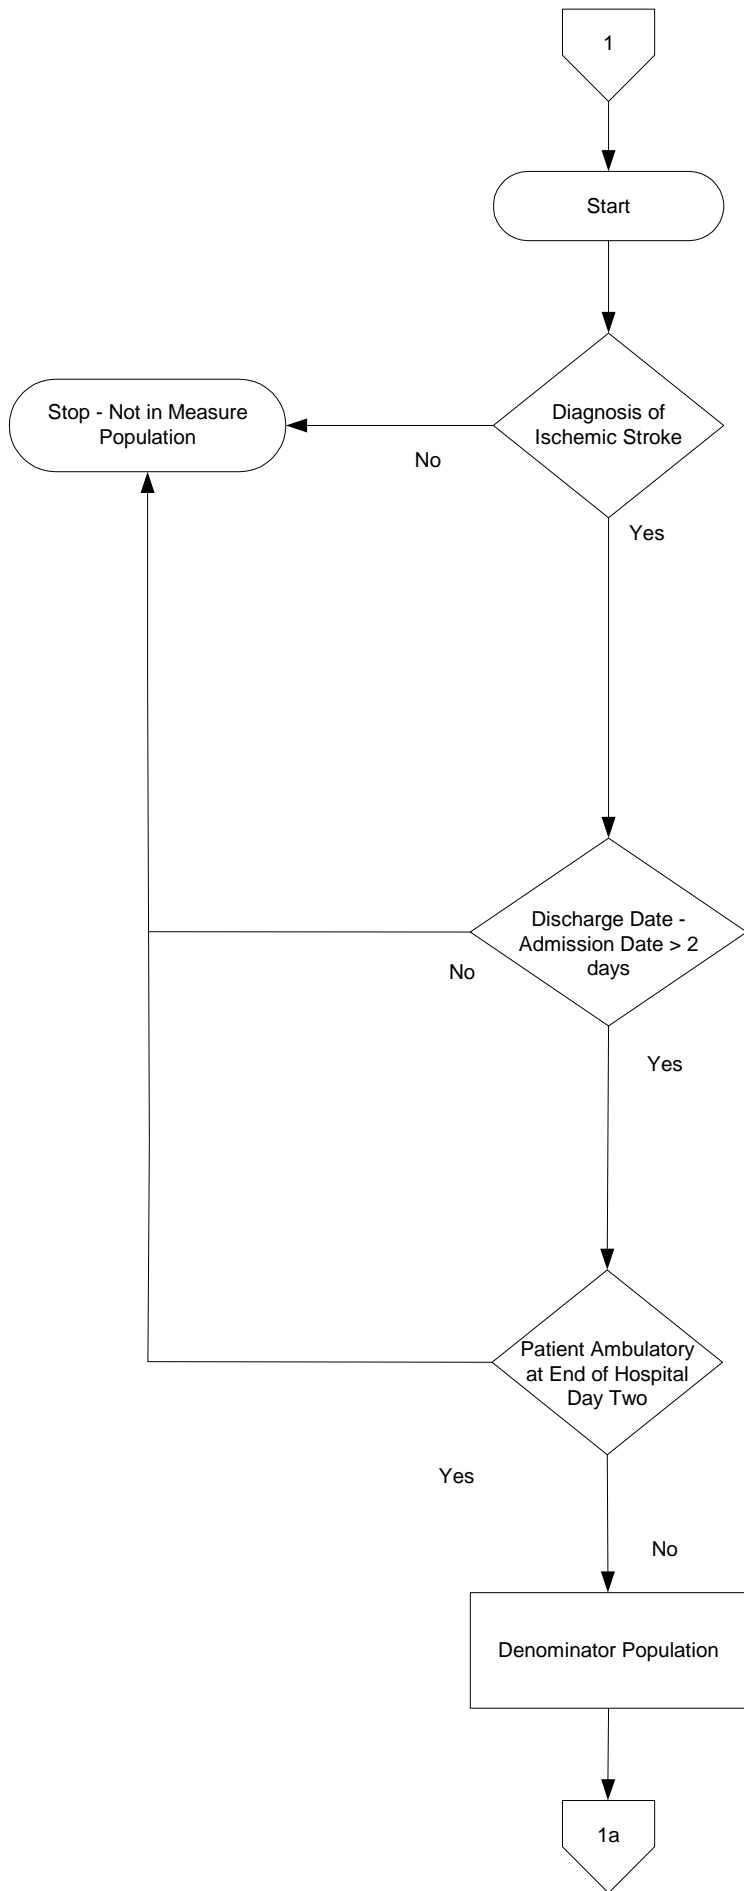 1
Start
Diagnosis of
Ischemic Stroke
Stop - Not in Measure
Population
No
Yes
Discharge Date -
Admission Date > 2
days
No
Yes
Patient Ambulatory
at End of Hospital
Day Two
Yes
No
Denominator Population
1a